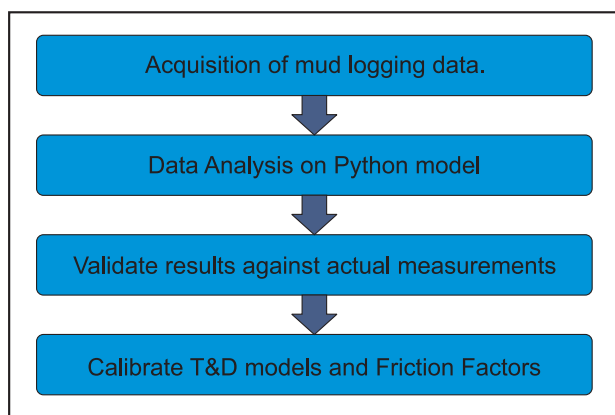 Acquisition of mud logging data.
Data Analysis on Python model
Validate results against actual measurements
Calibrate T&D models and Friction Factors